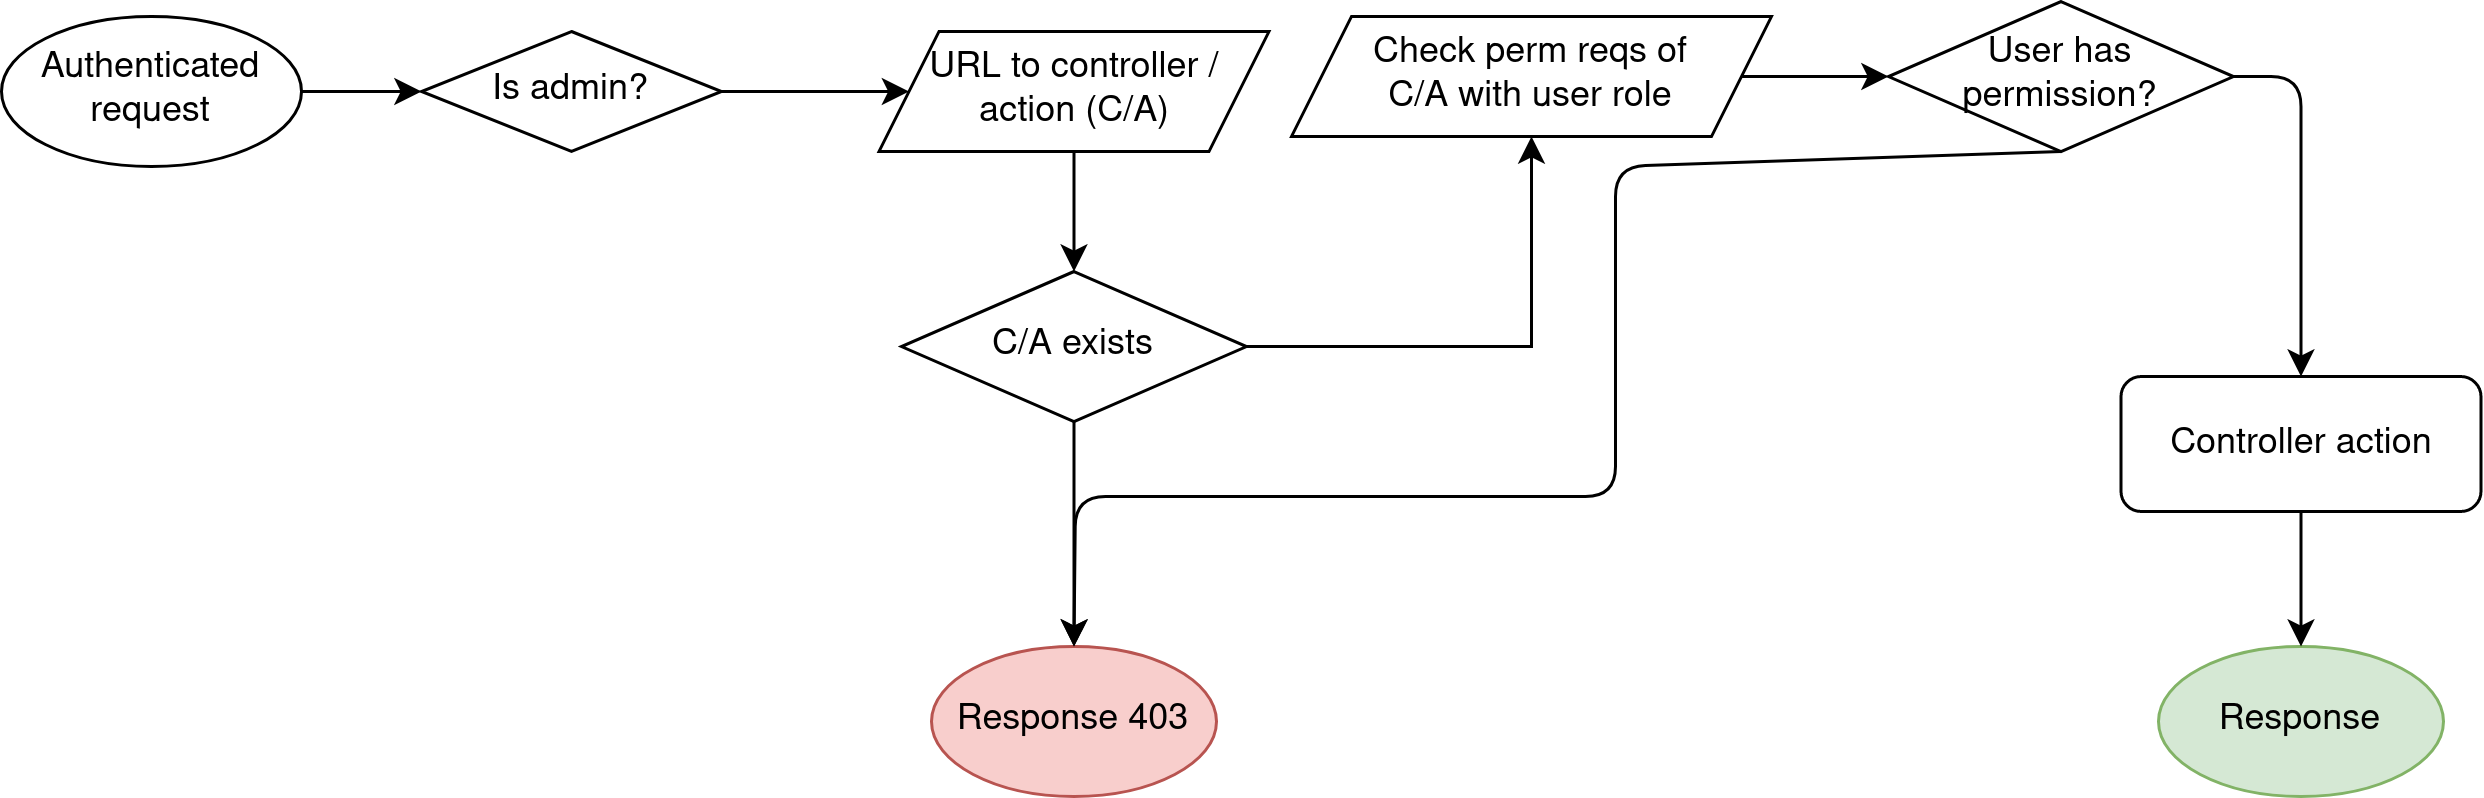 Authenticated
request
Is admin?
URL to controller /
action (C/A)
Check perm reqs of
C/A with user role
User has
permission?
C/A exists
Controller action
Response 403
Response